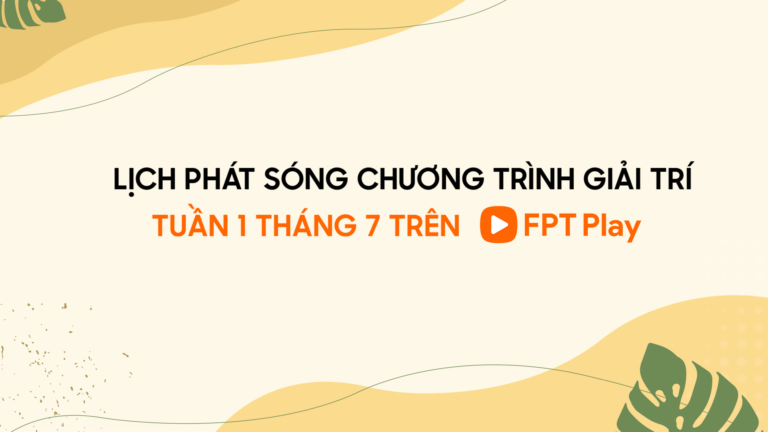 LỊCH PHÁT SÓNG CHƯƠNG TRÌNH GIẢI TRÍ
TUẦN 1 THÁNG 7 TRÊN FPT Play